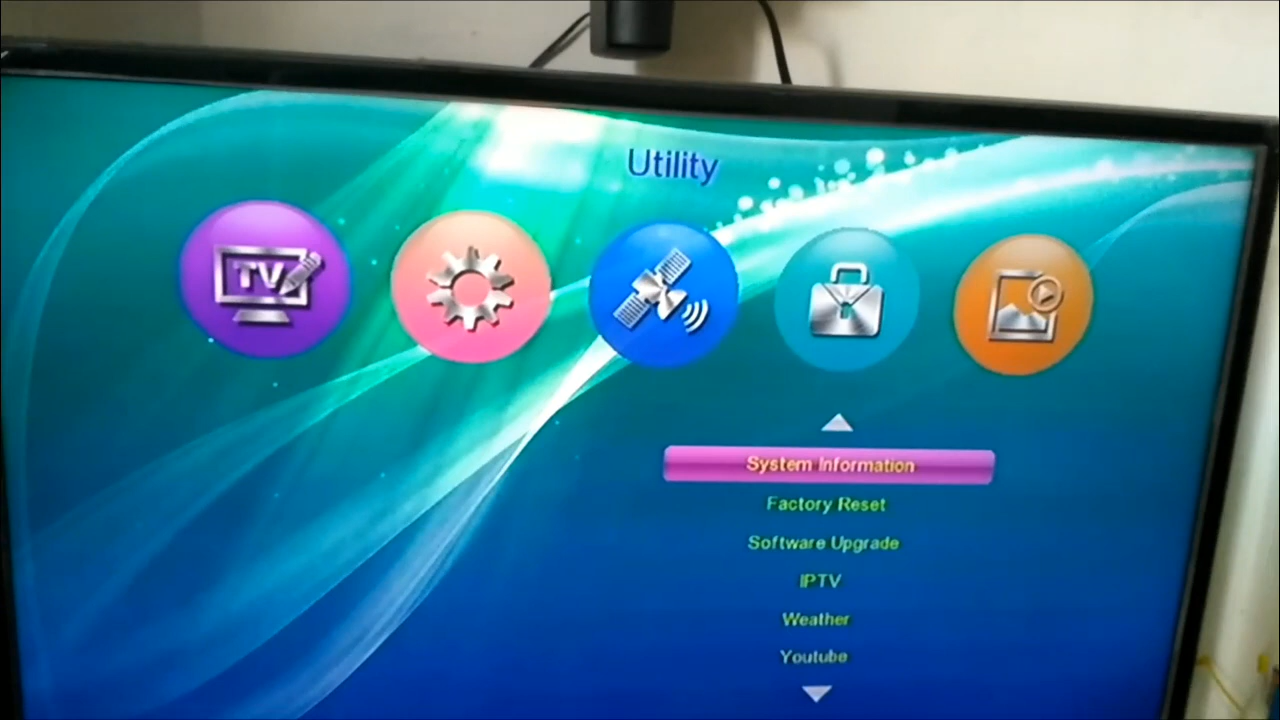 Utility
TV
System Information
Factory Reset
Software Upgrade
IPTV
Weather
Youtube